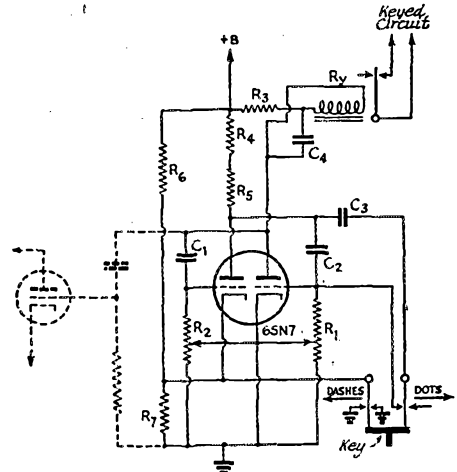 Keyed
Circuit
+B
Ry
R3
R4
C4
R6
R5
C3
C1
C2
R2
6SN7
R1
DASHES
DOTS
R7
Key